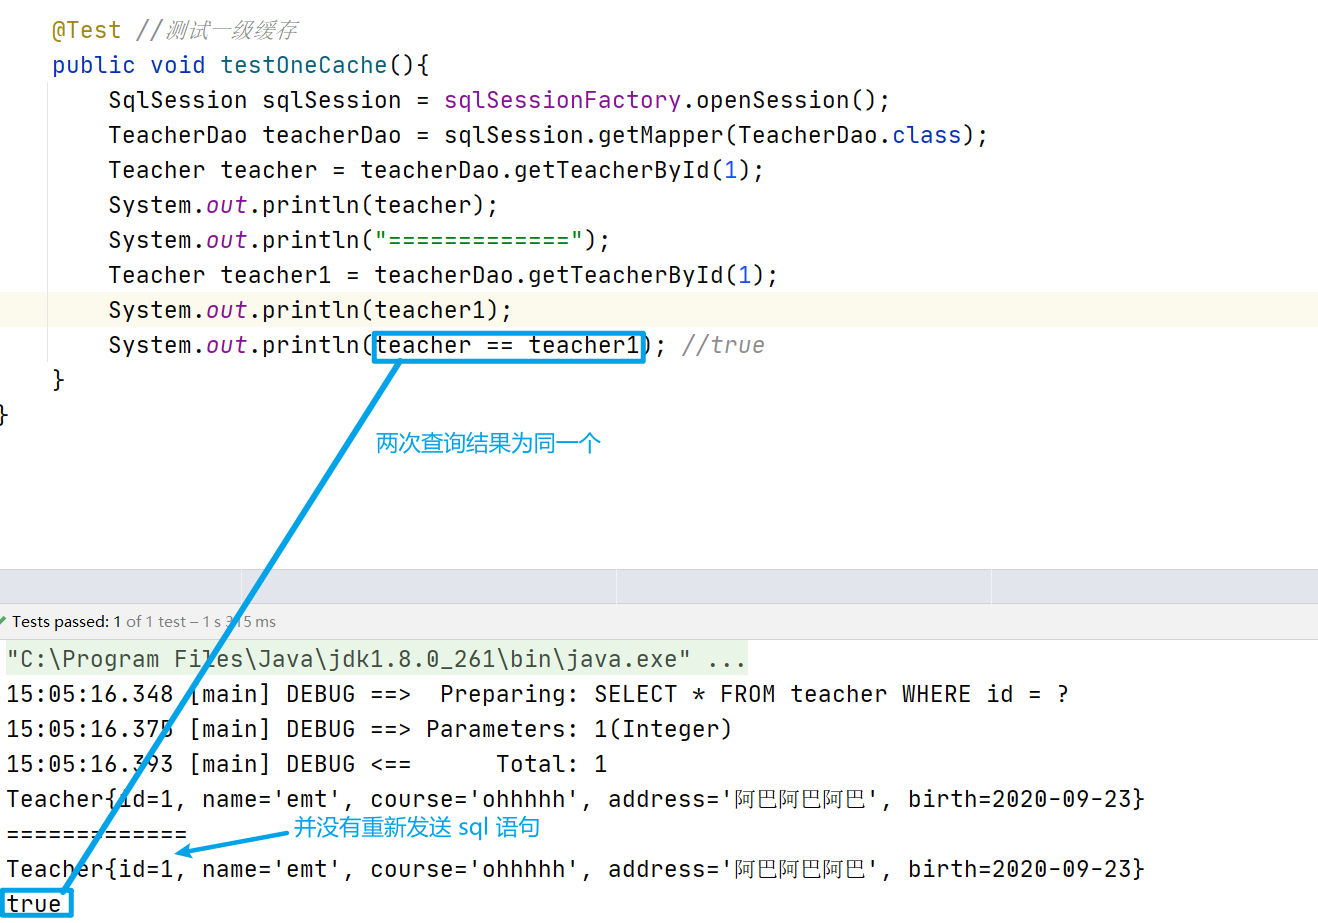 @Test //测试一级缓存
public void testOneCache(){
SqlSession sqlSession = sqlSessionFactory.openSession();
TeacherDao teacherDao = sqlSession.getMapper(TeacherDao.class);
Teacher teacher = teacherDao.getTeacherById(1);
System.out.println(teacher);
System.out.println("=============");
Teacher teacher1 = teacherDao.getTeacherById(1);
System.out.println(teacher1);
System.out.println(teacher == teacher1); //true
}
}
两次查询结果为同一个
Tests passed: 1 of 1 test – 1 s 315 ms
"C:\Program Files\Java\jdk1.8.0_261\bin\java.exe" ...
15:05:16.348 [main] DEBUG ==>  Preparing: SELECT * FROM teacher WHERE id = ?
15:05:16.375 [main] DEBUG ==> Parameters: 1(Integer)
15:05:16.393 [main] DEBUG <==      Total: 1
Teacher{id=1, name='emt', course='ohhhhh', address='阿巴阿巴阿巴', birth=2020-09-23}
=============
并没有重新发送 sql 语句
Teacher{id=1, name='emt', course='ohhhhh', address='阿巴阿巴阿巴', birth=2020-09-23}
true